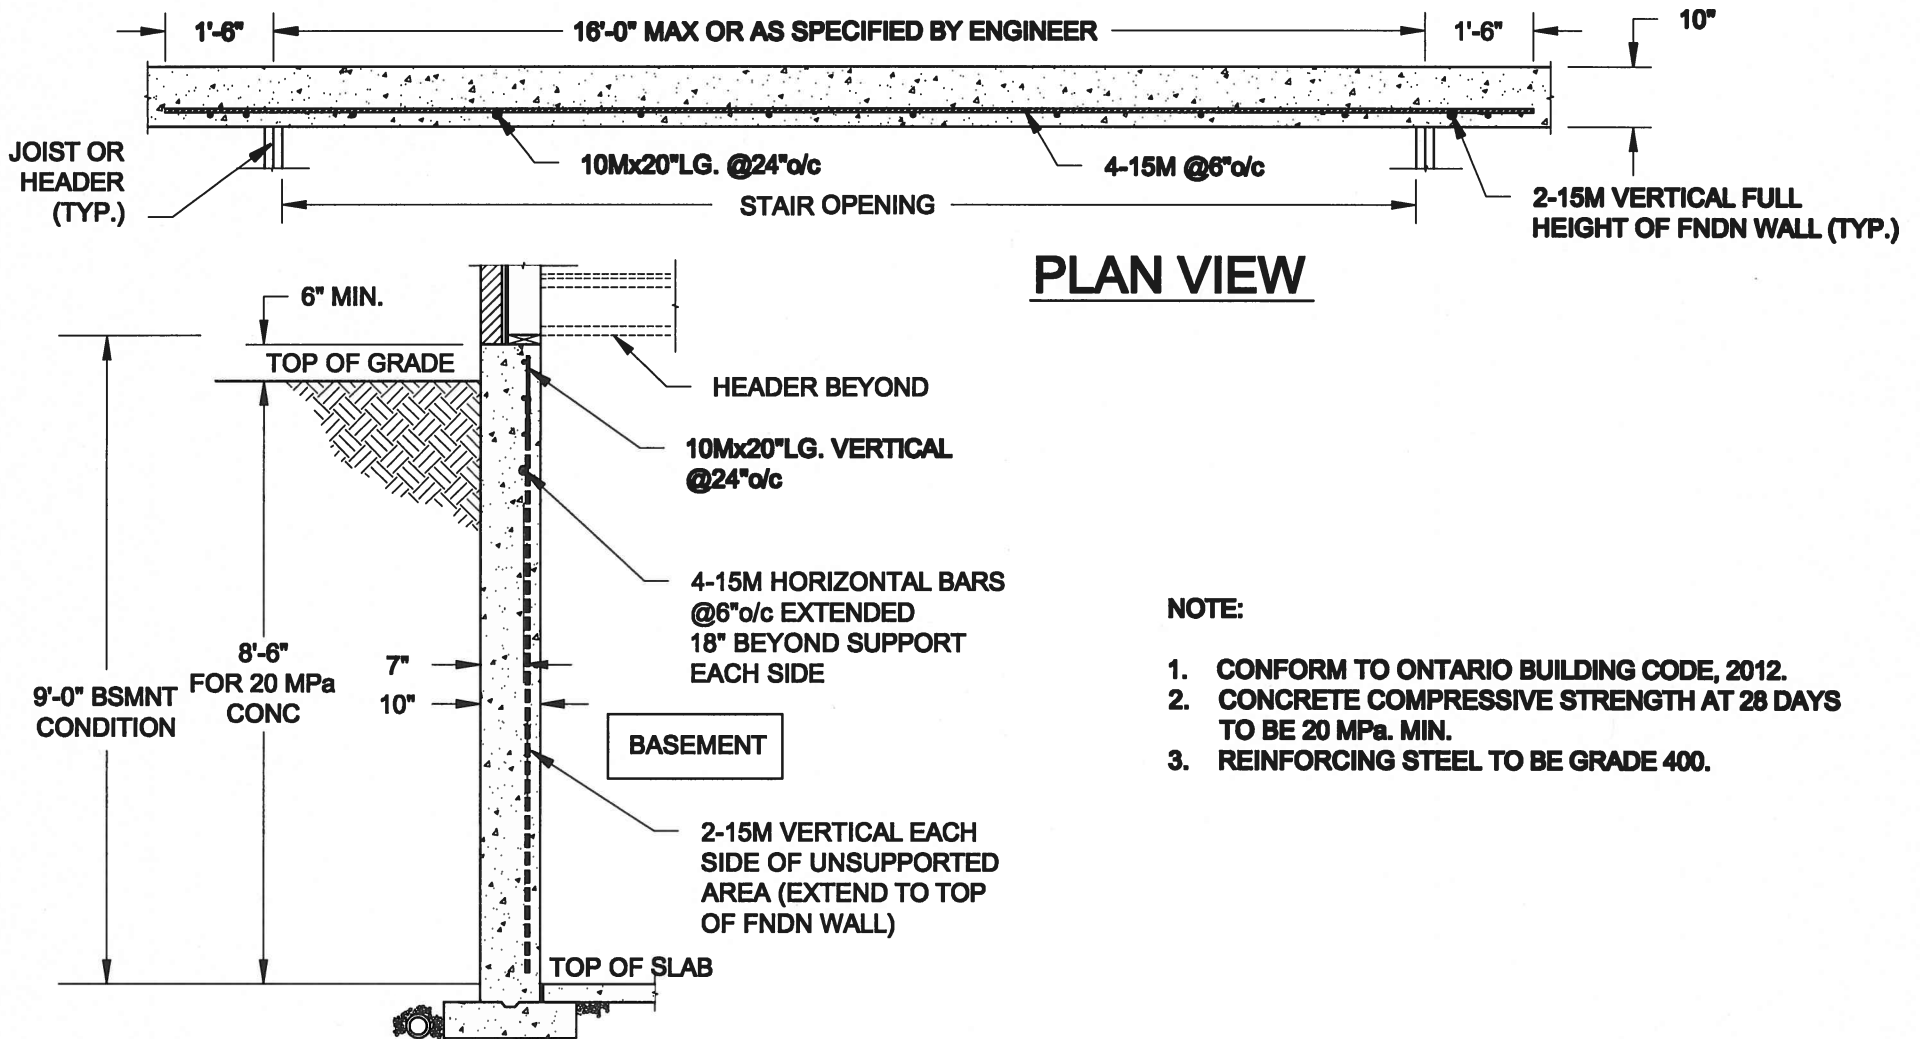 1'-6"
16'-0" MAX OR AS SPECIFIED BY ENGINEER
1'-6"
10"
JOIST OR
HEADER
(TYP.)
10Mx20"LG. @24"o/c
4-15M @6"o/c
STAIR OPENING
2-15M VERTICAL FULL
HEIGHT OF FNDN WALL (TYP.)
PLAN VIEW
6" MIN.
TOP OF GRADE
HEADER BEYOND
10Mx20"LG. VERTICAL
@24"o/c
4-15M HORIZONTAL BARS
@6"o/c EXTENDED
18" BEYOND SUPPORT
EACH SIDE
9'-0" BSMNT
CONDITION
8'-6"
FOR 20 MPa
CONC
7"
10"
BASEMENT
2-15M VERTICAL EACH
SIDE OF UNSUPPORTED
AREA (EXTEND TO TOP
OF FNDN WALL)
TOP OF SLAB
NOTE:
1. CONFORM TO ONTARIO BUILDING CODE, 2012.
2. CONCRETE COMPRESSIVE STRENGTH AT 28 DAYS
TO BE 20 MPa. MIN.
3. REINFORCING STEEL TO BE GRADE 400.